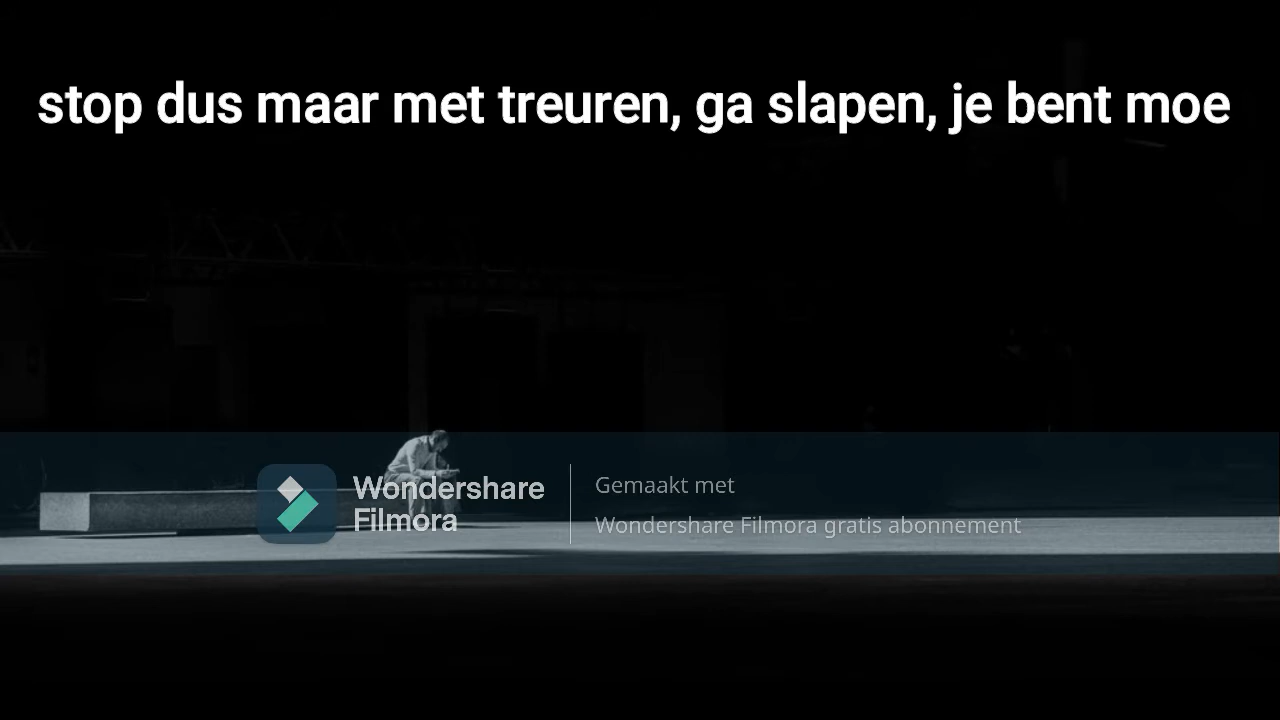 stop dus maar met treuren, ga slapen, je bent moe
Wondershare
Filmora
Gemaakt met
Wondershare Filmora gratis abonnement